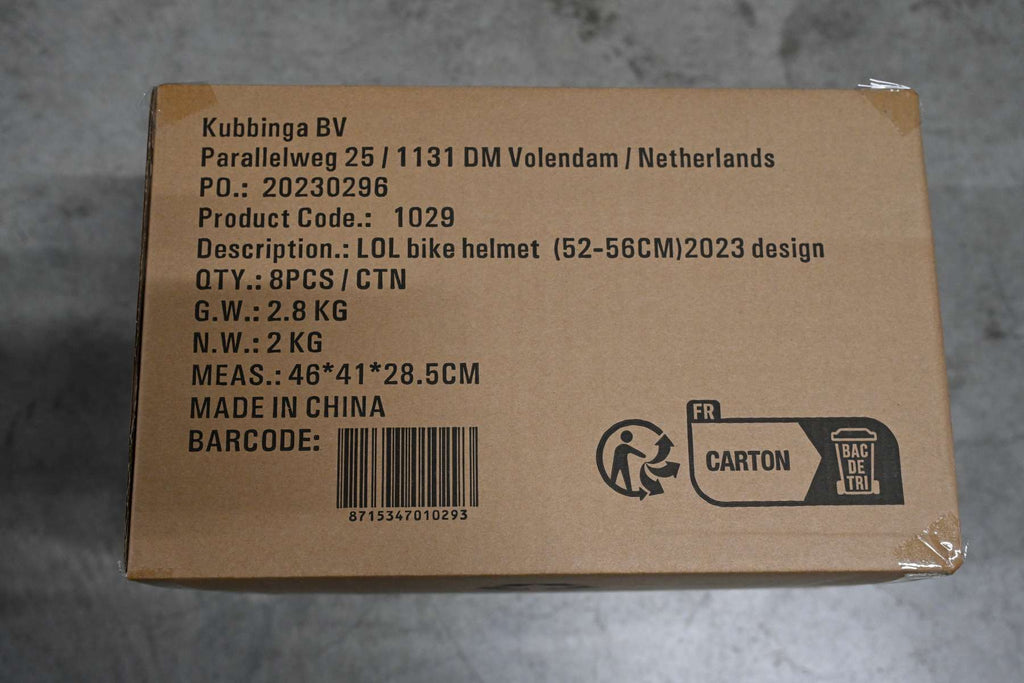 Kubbinga BV
Parallelweg 25 / 1131 DM Volendam / Netherlands
PO.: 20230296
Product Code.: 1029
Description.: LOL bike helmet (52-56CM)2023 design
QTY.: 8PCS / CTN
G.W.: 2.8 KG
N.W.: 2 KG
MEAS.: 46*41*28.5CM
MADE IN CHINA
BARCODE:
8715347010293
FR
CARTON
BAC
DE
TRI